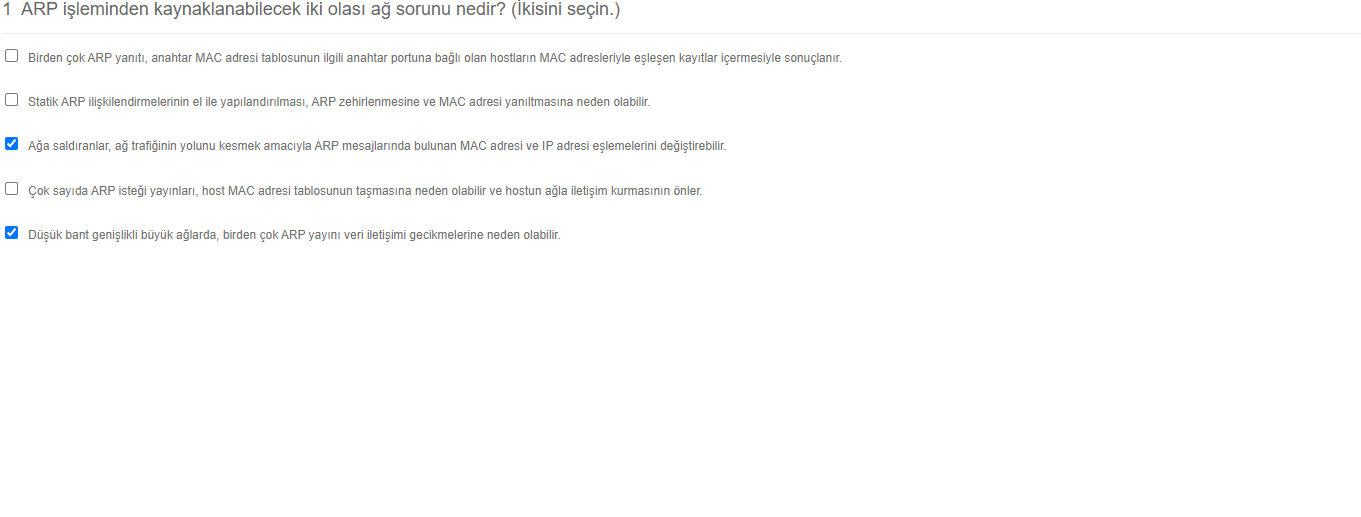 1 ARP işleminden kaynaklanabilecek iki olası ağ sorunu nedir? (İkisini seçin.)
Birden çok ARP yanıtı, anahtar MAC adresi tablosunun ilgili anahtar portuna bağlı olan hostların MAC adresleriyle eşleşen kayıtlar içermesiyle sonuçlanır.
Statik ARP ilişkilendirmelerinin el ile yapılandırılması, ARP zehirlenmesine ve MAC adresi yanıltmasına neden olabilir.
Ağa saldıranlar, ağ trafiğinin yolunu kesmek amacıyla ARP mesajlarında bulunan MAC adresi ve IP adresi eşlemelerini değiştirebilir.
Çok sayıda ARP isteği yayınları, host MAC adresi tablosunun taşmasına neden olabilir ve hostun ağla iletişim kurmasının önler.
Düşük bant genişlikli büyük ağlarda, birden çok ARP yayını veri iletişimi gecikmelerine neden olabilir.